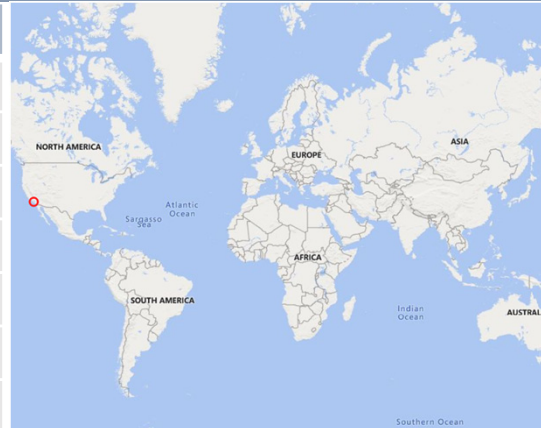 NORTH AMERICA
EUROPE
ASIA
Atlantic
Ocean
Sargasso
Sea
AFRICA
SOUTH AMERICA
Indian
Ocean
AUSTRAL
Southern Ocean